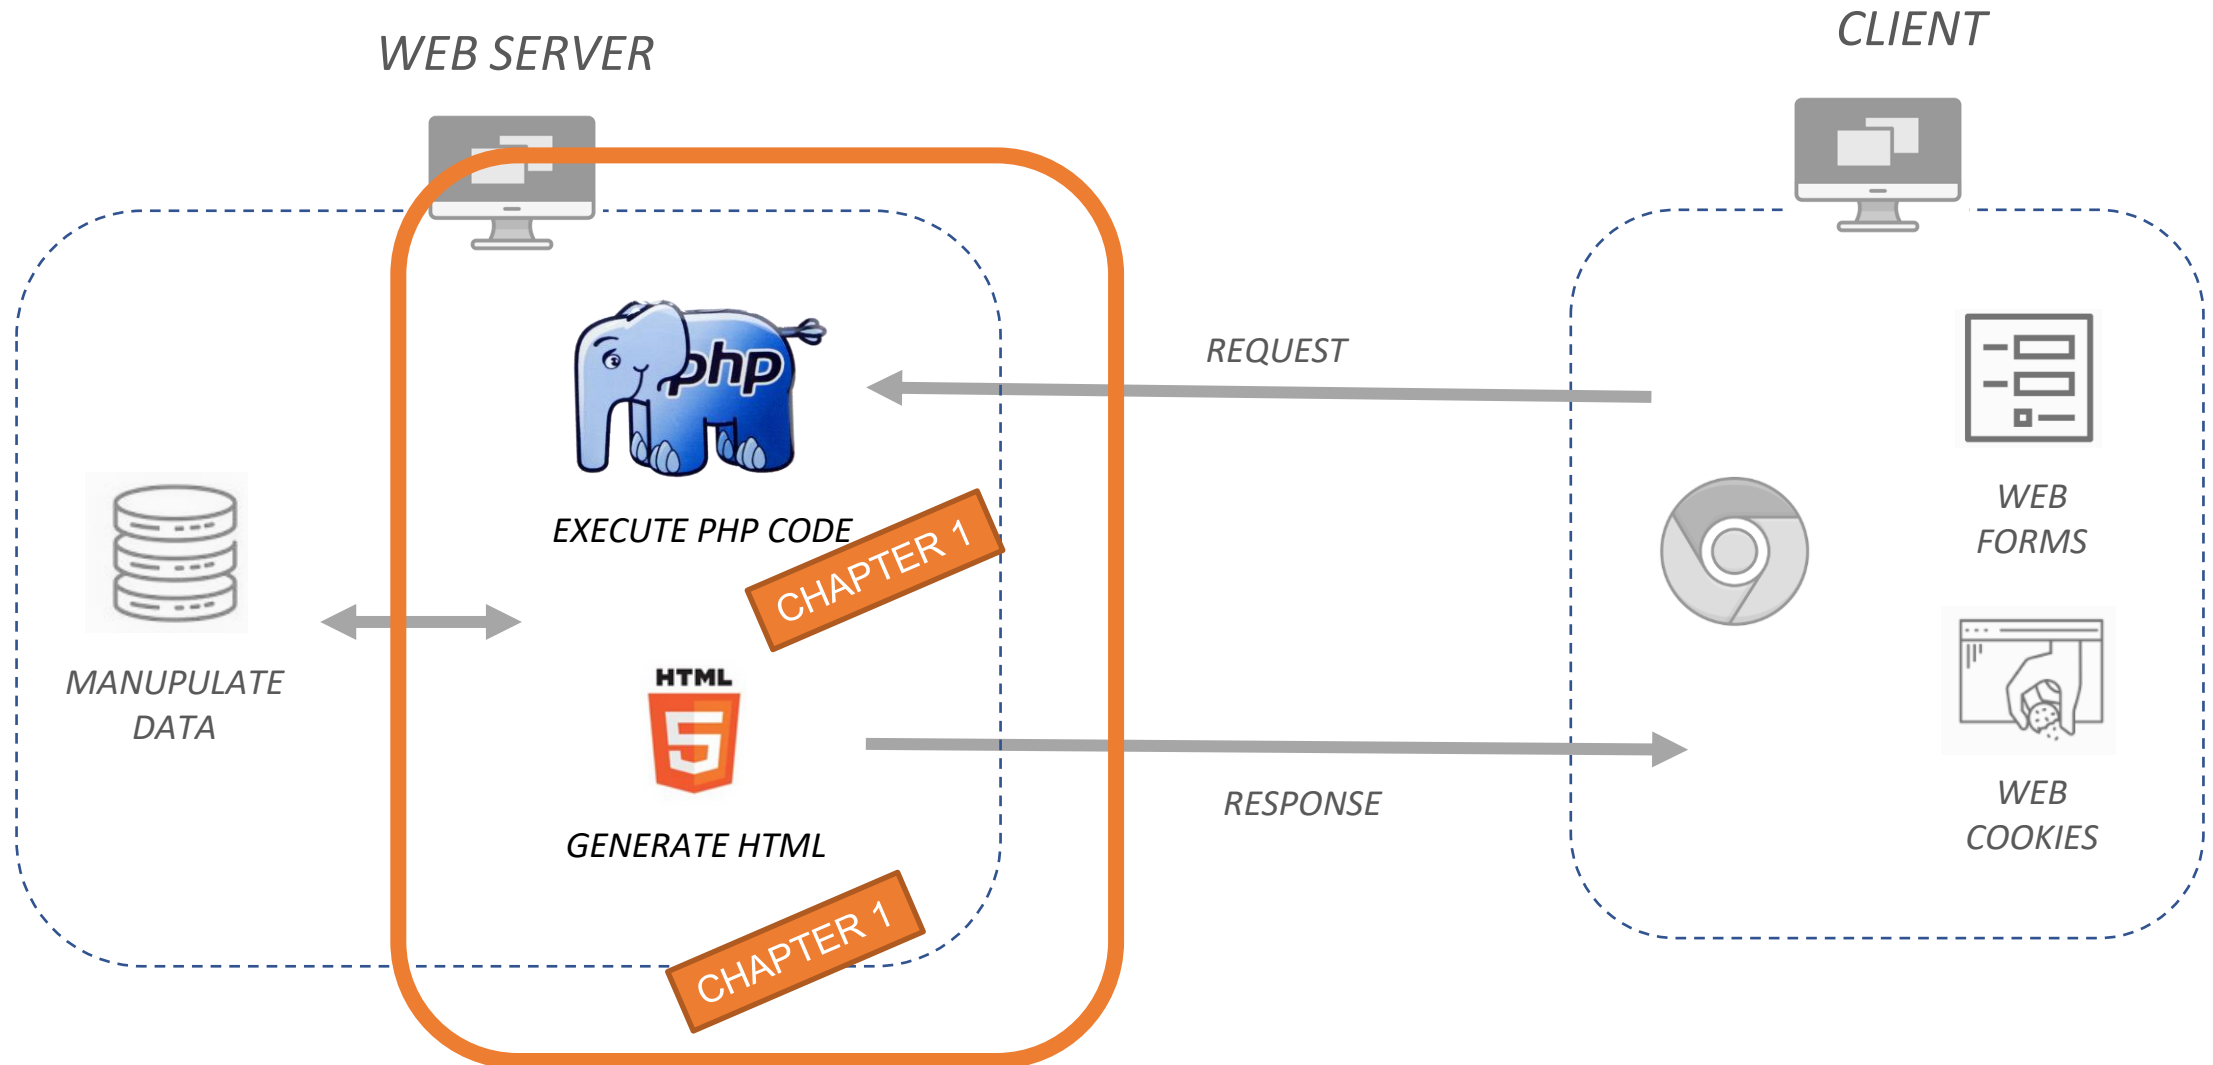 WEB SERVER
CLIENT
php
EXECUTE PHP CODE
CHAPTER 1
REQUEST
WEB
FORMS
MANUPULATE
DATA
HTML
5
GENERATE HTML
CHAPTER 1
RESPONSE
WEB
COOKIES